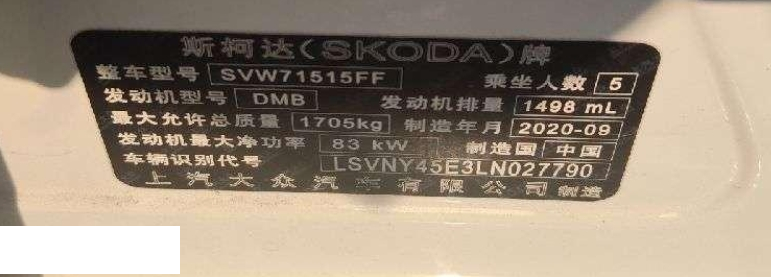 斯柯达(SKODA)牌
整车型号 SVW71515FF 乘坐人数 5
发动机型号 DMB 发动机排量 1498 mL
最大允许总质量 1705kg 制造年月 2020-09
发动机最大净功率 83 kW 制造国 中国
车辆识别代号 LSVNY45E3LN027790
上汽大众汽车有限公司制造